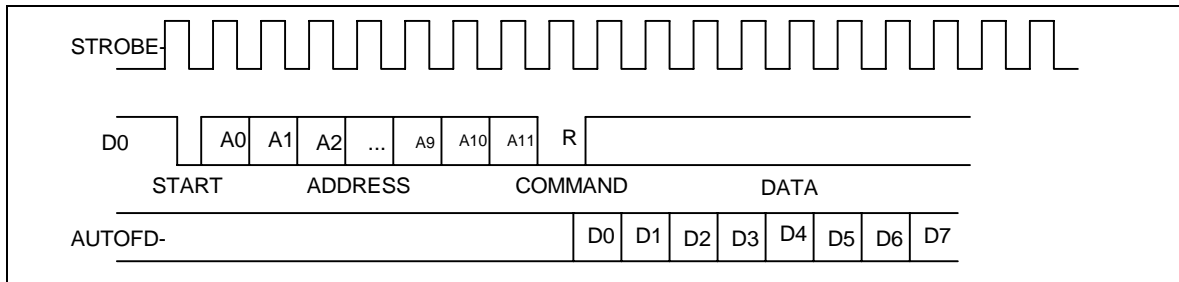 STROBE-
D0 A0 A1 A2 ... A9 A10 A11 R
START ADDRESS COMMAND DATA
AUTOFD- D0 D1 D2 D3 D4 D5 D6 D7